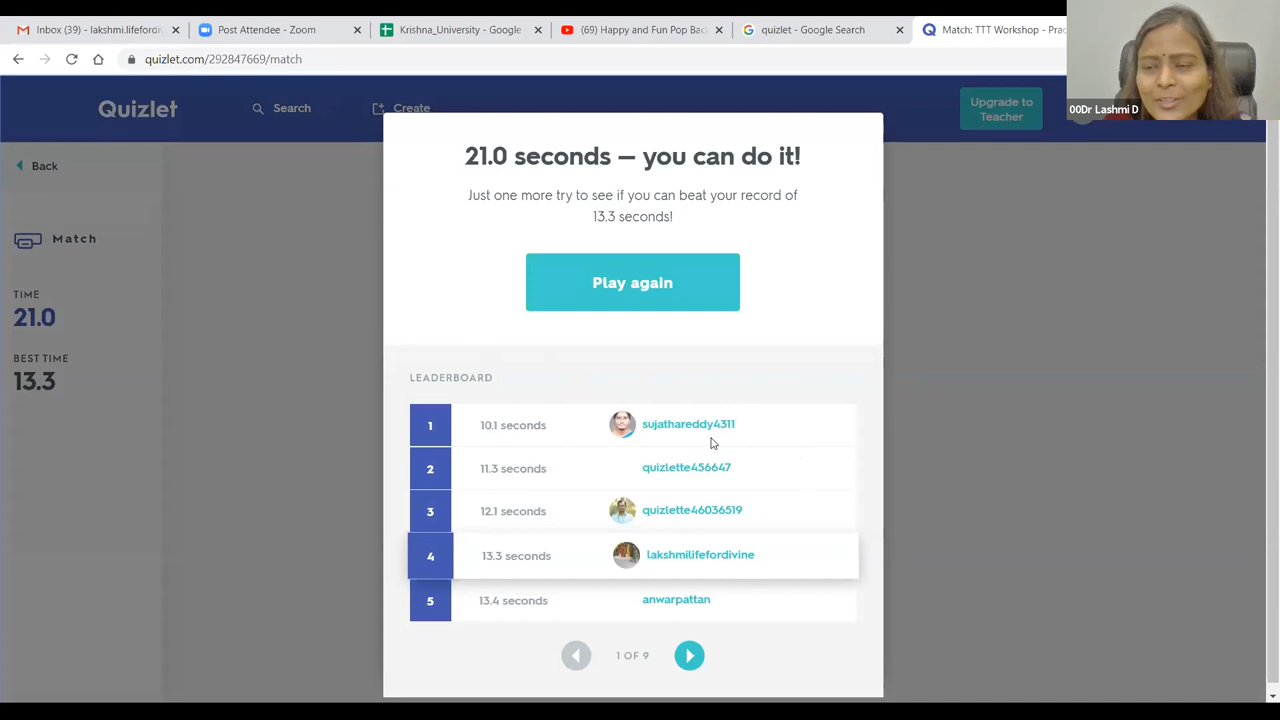 Inbox (39) - lakshmi.lifefordiv
Post Attendee - Zoom
Krishna_University - Google
(69) Happy and Fun Pop Bac
quizlet - Google Search
Match: TTT Workshop - Prac
quizlet.com/292847669/match
00Dr Lashmi D
Quizlet
Search
Create
Upgrade to
Teacher
Back
Match
TIME
21.0
BEST TIME
13.3
21.0 seconds – you can do it!
Just one more try to see if you can beat your record of
13.3 seconds!
Play again
LEADERBOARD
1 10.1 seconds sujathareddy4311
2 11.3 seconds quizlette456647
3 12.1 seconds quizlette46036519
4 13.3 seconds lakshmilifefordivine
5 13.4 seconds anwarpattan
1 OF 9